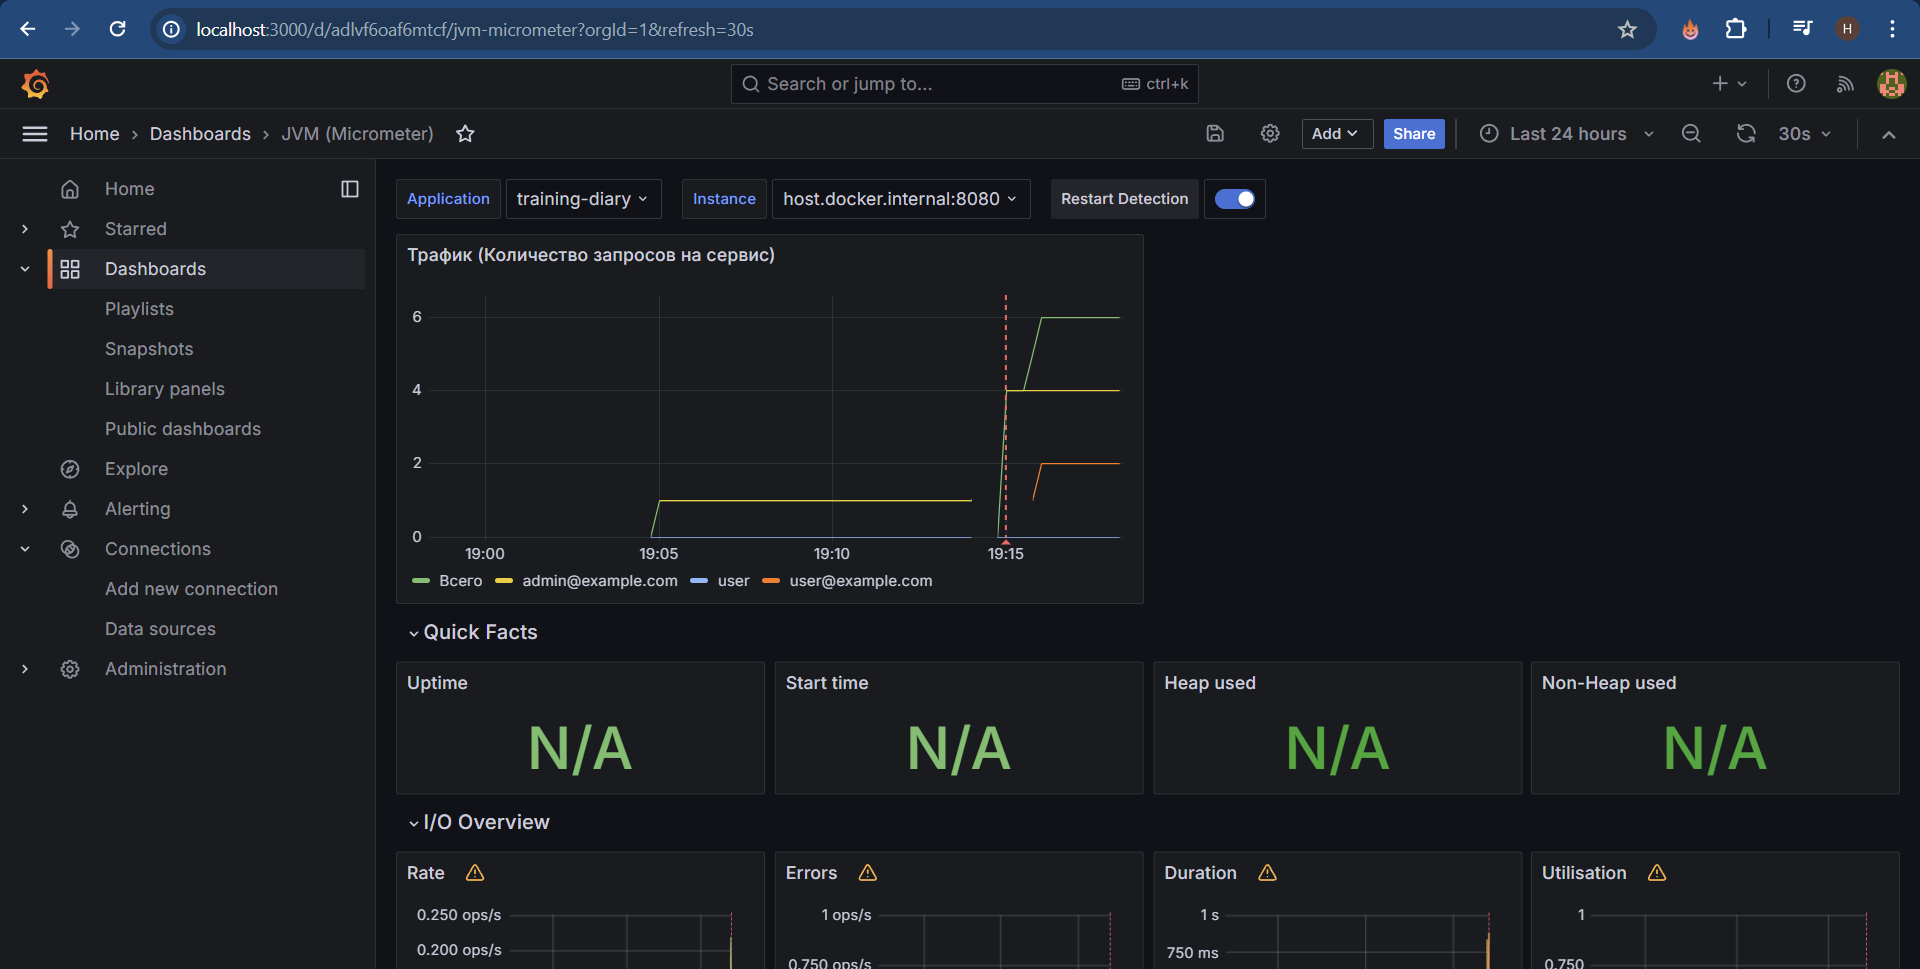 localhost:3000/d/adlvf6oaf6mtcf/jvm-micrometer?orgId=1&refresh=30s
H
Search or jump to...
ctrl+k
Home › Dashboards › JVM (Micrometer)
Add
Share
Last 24 hours
30s
Home
Starred
Dashboards
Playlists
Snapshots
Library panels
Public dashboards
Explore
Alerting
Connections
Add new connection
Data sources
Administration
Application
training-diary
Instance
host.docker.internal:8080
Restart Detection
Трафик (Количество запросов на сервис)
6
4
2
0
19:00
19:05
19:10
19:15
Всего
admin@example.com
user
user@example.com
Quick Facts
Uptime
N/A
Start time
N/A
Heap used
N/A
Non-Heap used
N/A
I/O Overview
Rate
0.250 ops/s
0.200 ops/s
Errors
1 ops/s
0.750 ops/s
Duration
1 s
750 ms
Utilisation
1
0.750